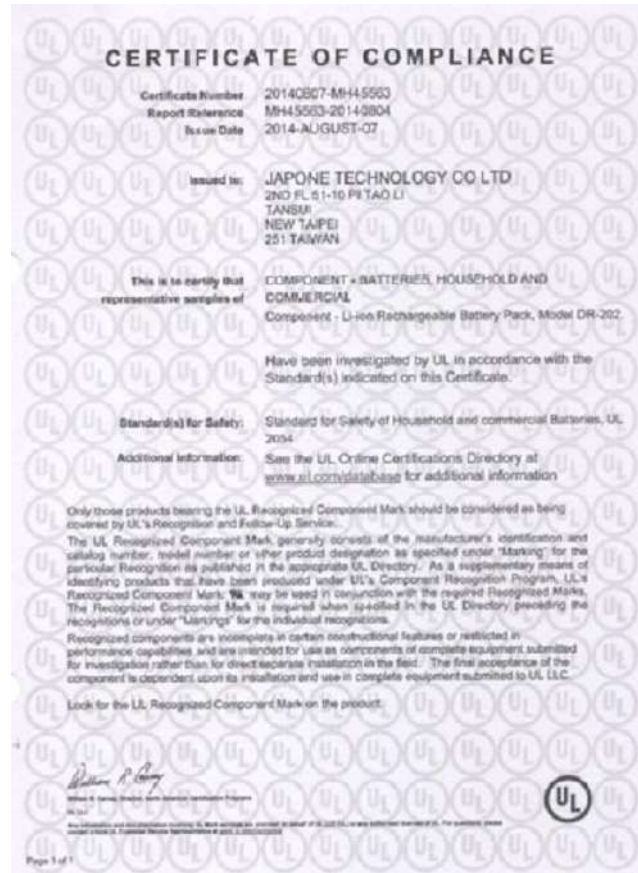 CERTIFICATE OF COMPLIANCE
Certificate Number 20140807-MH45563
Report Reference MH45563-20140804
Issue Date 2014-AUGUST-07
Issued to: JAPONE TECHNOLOGY CO LTD
2ND FL 61-10 PII TAO LI
TANSUI
NEW TAIPEI
251 TAIWAN
This is to certify that COMPONENT - BATTERIES, HOUSEHOLD AND
representative samples of COMMERCIAL
Component - Li-ion Rechargeable Battery Pack, Model DR-202.
Have been investigated by UL in accordance with the
Standard(s) indicated on this Certificate.
Standard(s) for Safety: Standard for Safety of Household and commercial Batteries, UL
2054
Additional Information: See the UL Online Certifications Directory at
www.ul.com/database for additional information
Only those products bearing the UL Recognized Component Mark should be considered as being
covered by UL's Recognition and Follow-Up Service.
The UL Recognized Component Mark generally consists of the manufacturer's identification and
catalog number, model number or other product designation as specified under "Marking" for the
particular Recognition as published in the appropriate UL Directory. As a supplementary means of
identifying products that have been produced under UL's Component Recognition Program, UL's
Recognized Component Mark: may be used in conjunction with the required Recognized Marks.
The Recognized Component Mark is required when specified in the UL Directory preceding the
recognitions or under "Markings" for the individual recognitions.
Recognized components are incomplete in certain constructional features or restricted in
performance capabilities and are intended for use as components of complete equipment submitted
for investigation rather than for direct separate installation in the field. The final acceptance of the
component is dependent upon its installation and use in complete equipment submitted to UL LLC.
Look for the UL Recognized Component Mark on the product.
UL
Page 1 of 1